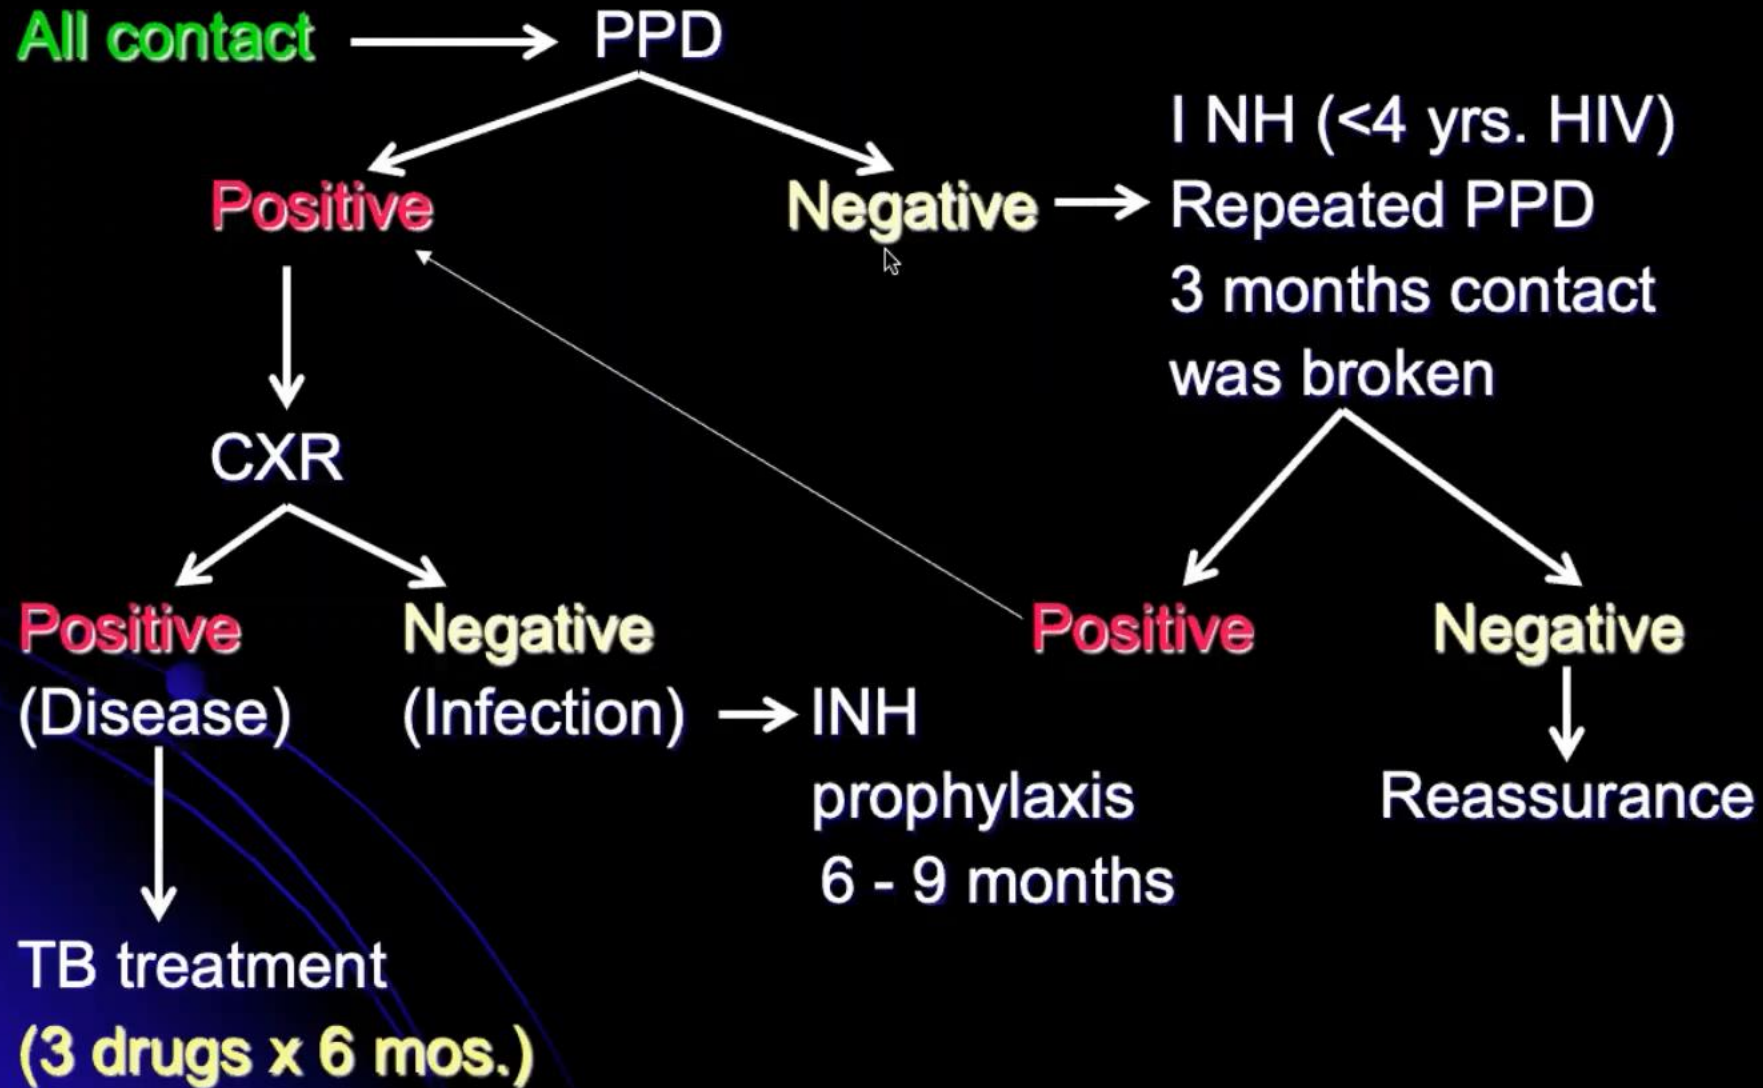 All contact
PPD
Positive
Negative
I NH (<4 yrs. HIV)
Repeated PPD
3 months contact
was broken
CXR
Positive
(Disease)
Negative
(Infection)
INH
prophylaxis
6 - 9 months
Positive
Negative
Reassurance
TB treatment
(3 drugs x 6 mos.)